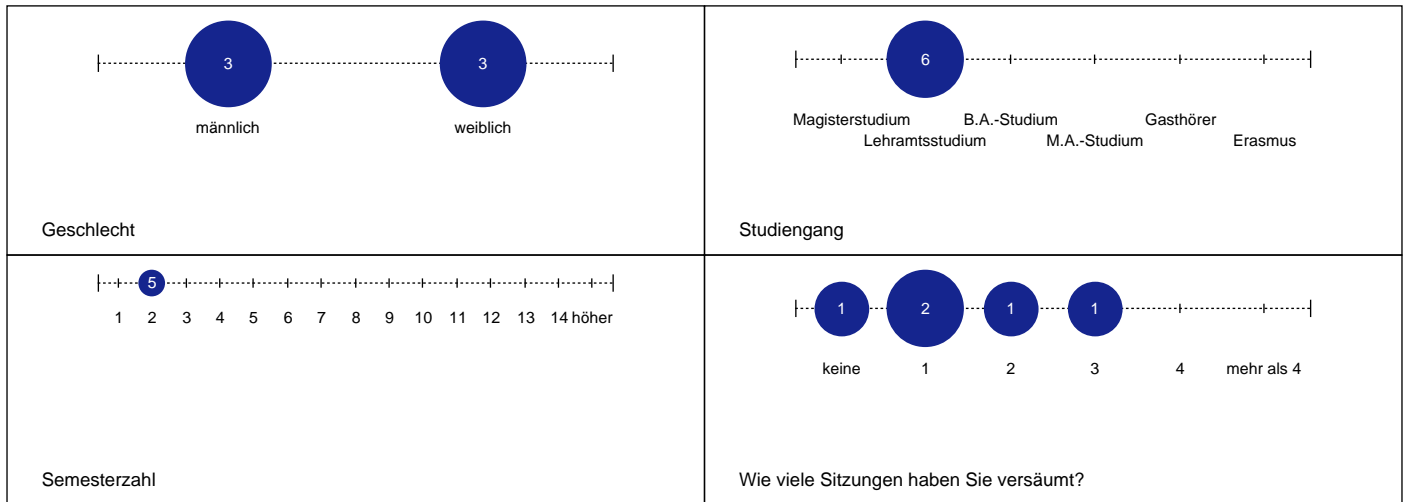 3 3
männlich weiblich
Geschlecht
6
Magisterstudium B.A.-Studium Gasthörer
Lehramtsstudium M.A.-Studium Erasmus
Studiengang
5
1 2 3 4 5 6 7 8 9 10 11 12 13 14 höher
Semesterzahl
1 2 1 1
keine 1 2 3 4 mehr als 4
Wie viele Sitzungen haben Sie versäumt?